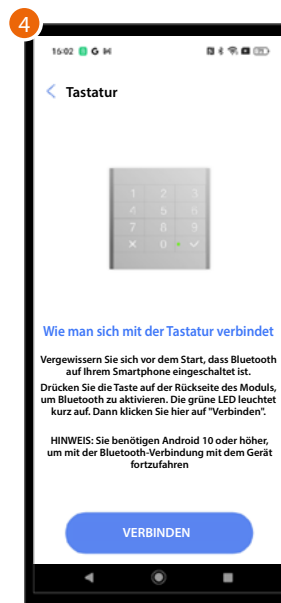 4
16:02
Tastatur
1 2 3
4 5 6
7 8 9
0
Wie man sich mit der Tastatur verbindet
Vergewissern Sie sich vor dem Start, dass Bluetooth
auf Ihrem Smartphone eingeschaltet ist.
Drücken Sie die Taste auf der Rückseite des Moduls,
um Bluetooth zu aktivieren. Die grüne LED leuchtet
kurz auf. Dann klicken Sie hier auf "Verbinden".
HINWEIS: Sie benötigen Android 10 oder höher,
um mit der Bluetooth-Verbindung mit dem Gerät
fortzufahren
VERBINDEN